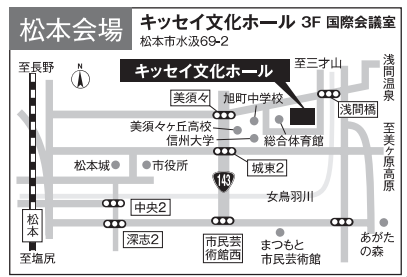 松本会場
キッセイ文化ホール 3F 国際会議室
松本市水汲69-2
至長野
N
キッセイ文化ホール
至三才山
浅間温泉
美須々
旭町中学校
浅間橋
美須々ヶ丘高校
信州大学
総合体育館
至美ヶ原高原
松本城
市役所
城東2
143
女鳥羽川
松本
中央2
深志2
市民芸術館西
まつもと
市民芸術館
あがた
の森
至塩尻